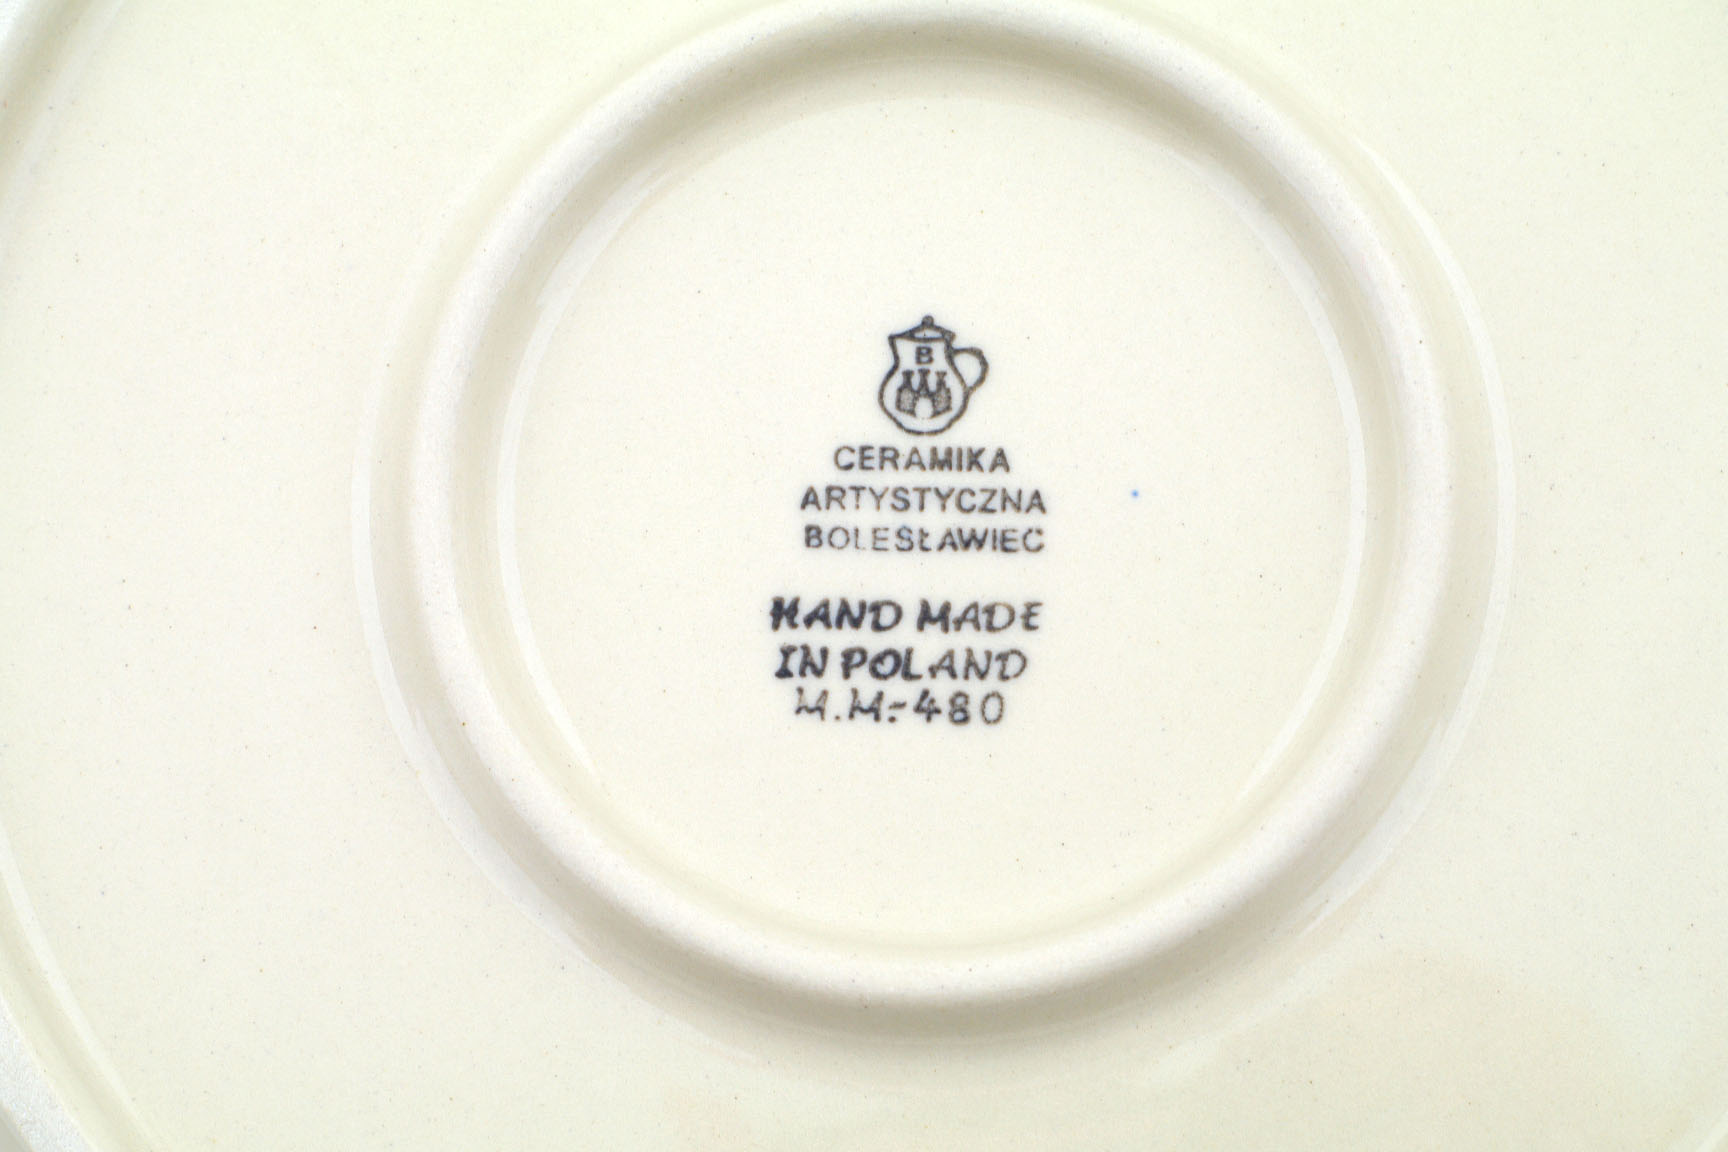 B
CERAMIKA
ARTYSTYCZNA
BOLESŁAWIEC
HAND MADE
IN POLAND
M.M.-480